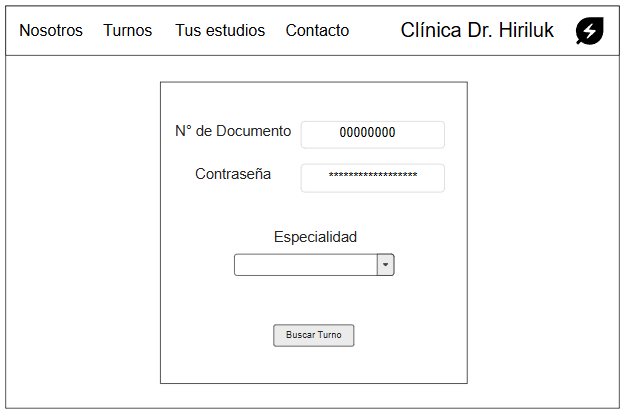 Nosotros Turnos Tus estudios Contacto Clínica Dr. Hiriluk
N° de Documento 00000000
Contraseña ******************
Especialidad
Buscar Turno